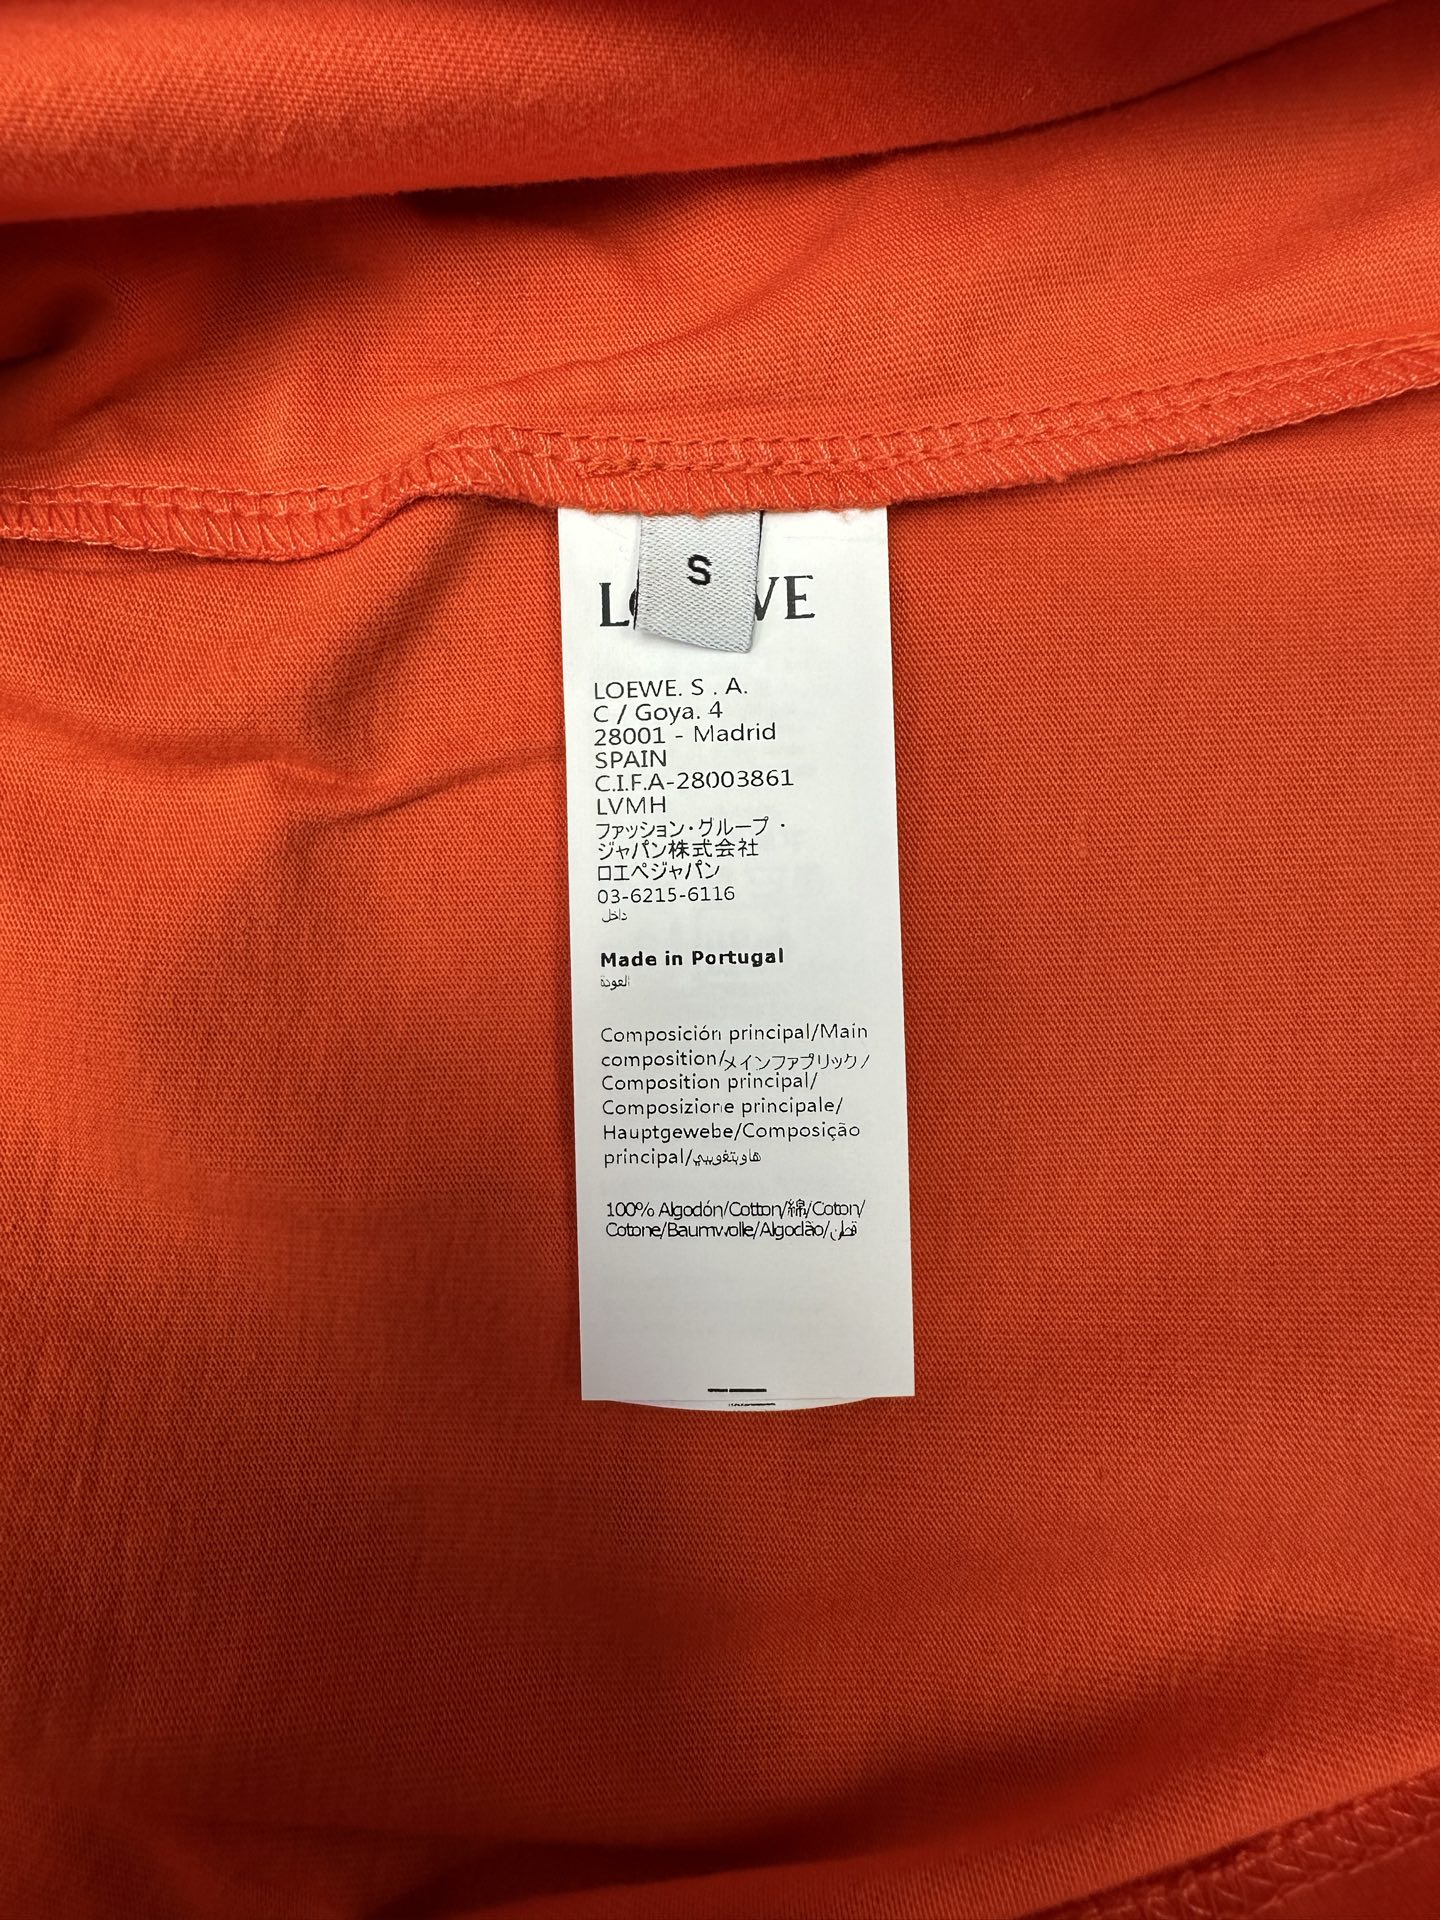 S
LOEWE
LOEWE. S . A.
C / Goya. 4
28001 - Madrid
SPAIN
C.I.F.A-28003861
LVMH
ファッション・グループ・
ジャパン株式会社
ロエベジャパン
03-6215-6116
داخل
Made in Portugal
العودة
Composición principal/Main
composition/メインファブリック/
Composition principal/
Composizione principale/
Hauptgewebe/Composição
principal/
100% Algodón/Cotton/綿/Coton/
Cotone/Baumwolle/Algodão/قطن